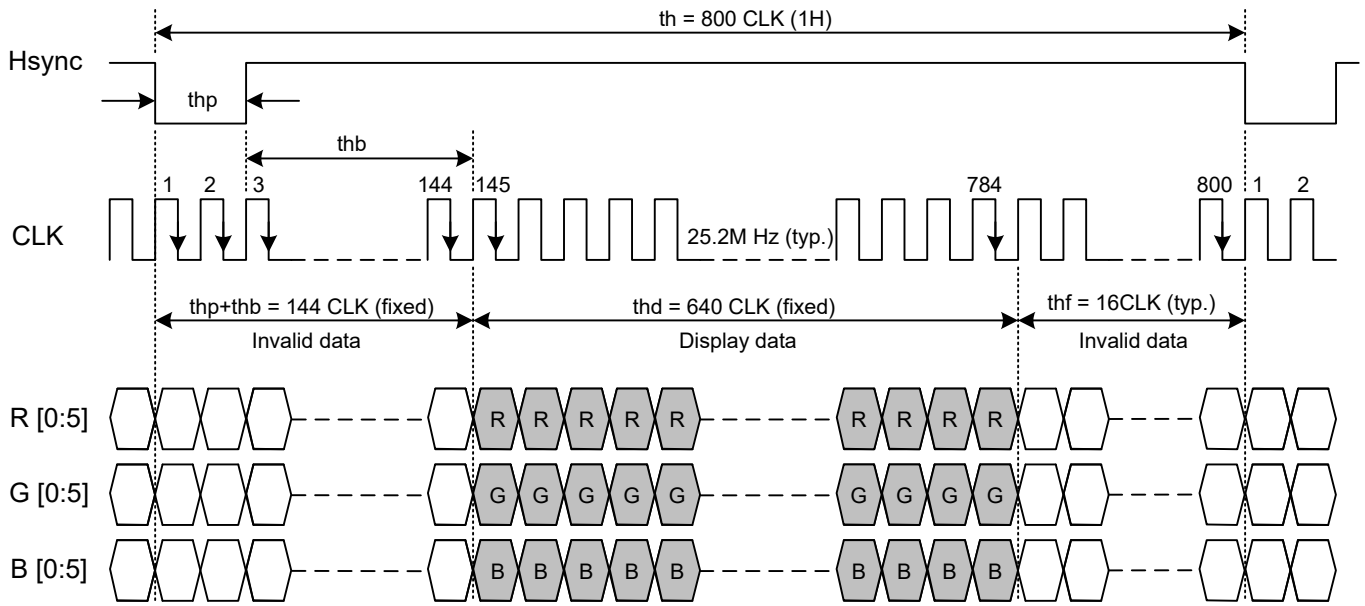 th = 800 CLK (1H)
Hsync
thp
thb
1 2 3 144 145 784 800 1 2
CLK
25.2M Hz (typ.)
thp+thb = 144 CLK (fixed) thd = 640 CLK (fixed) thf = 16CLK (typ.)
Invalid data Display data Invalid data
R [0:5] R R R R R R R R R
G [0:5] G G G G G G G G G
B [0:5] B B B B B B B B B